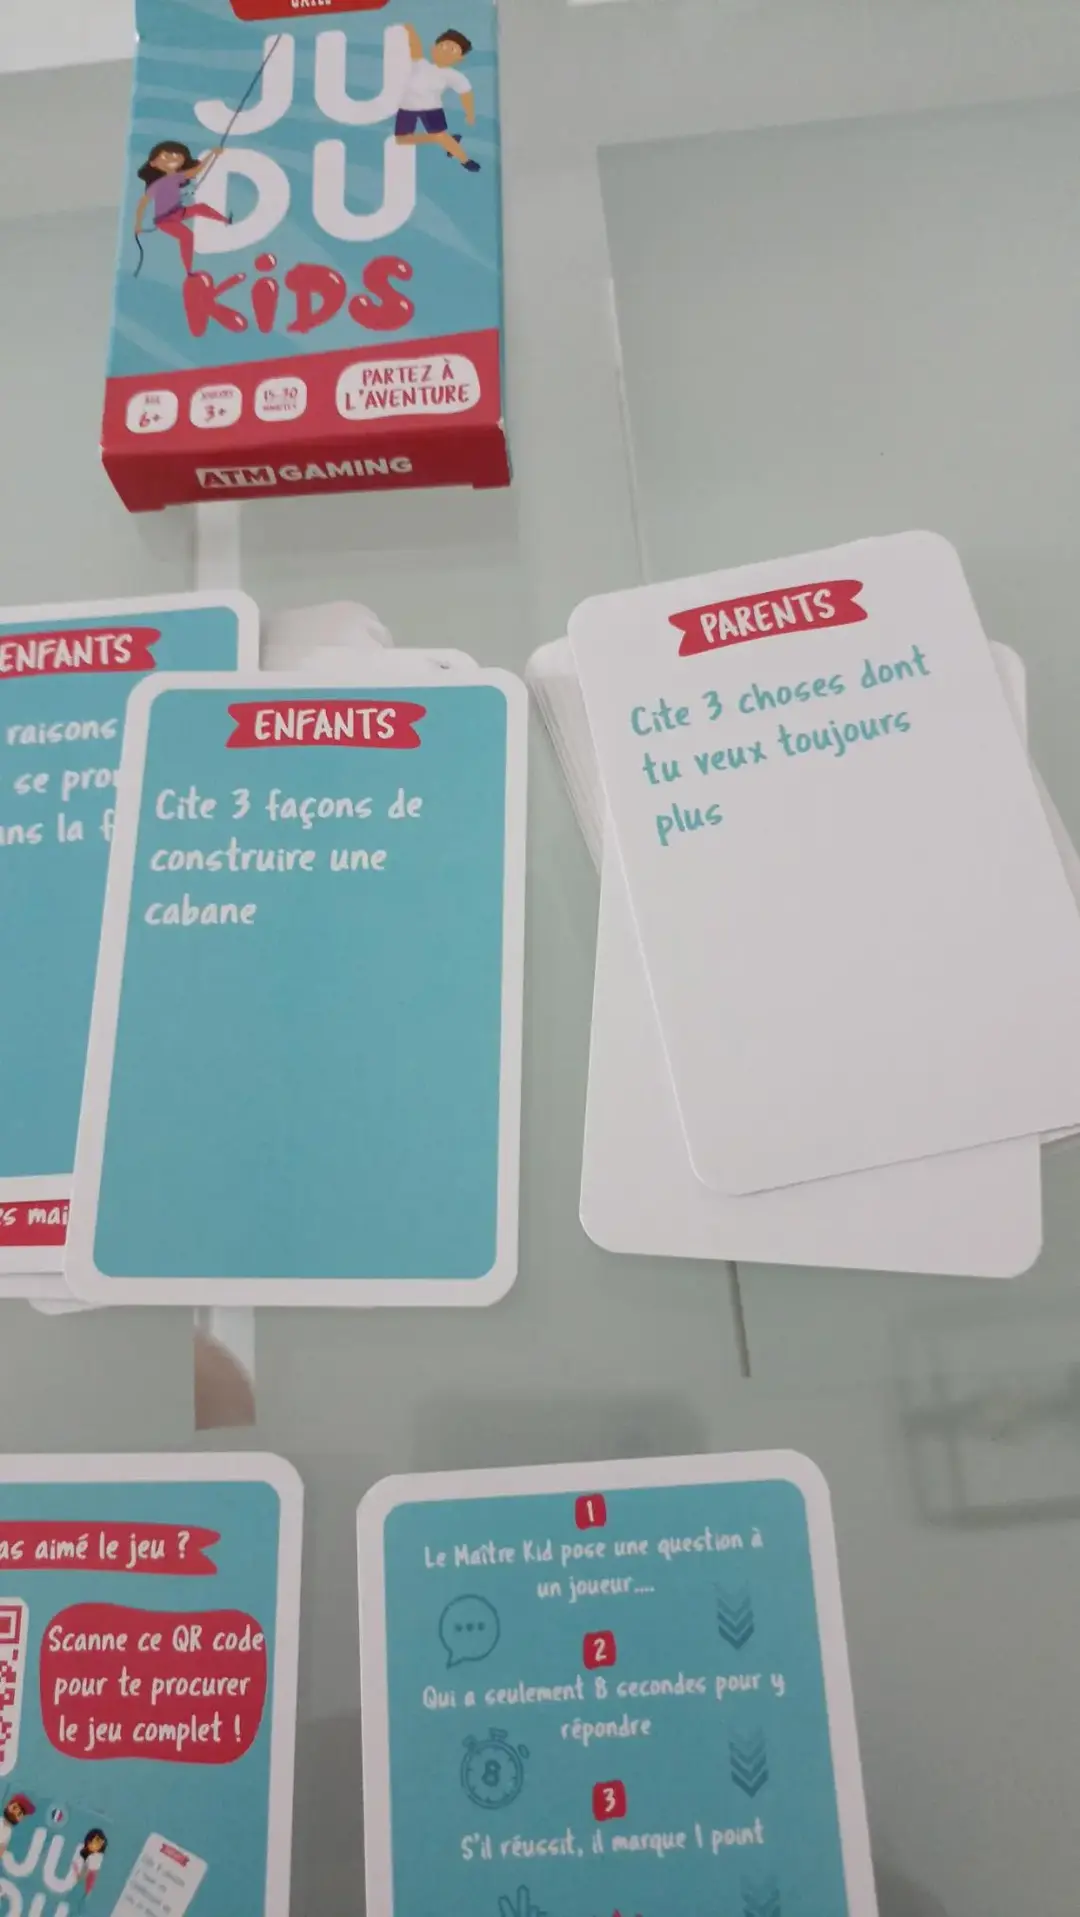 JU
DU
KiDS
6+
3+
15-30
PARTEZ À
L'AVENTURE
ATM GAMING
ENFANTS
raisons
se
la
ENFANTS
Cite 3 façons de
construire une
cabane
PARENTS
Cite 3 choses dont
tu veux toujours
plus
aimé le jeu ?
Scanne ce QR code
pour te procurer
le jeu complet !
JU
DU
1
Le Maître Kid pose une question à
un joueur....
2
Qui a seulement 8 secondes pour y
répondre
8
3
S'il réussit, il marque 1 point